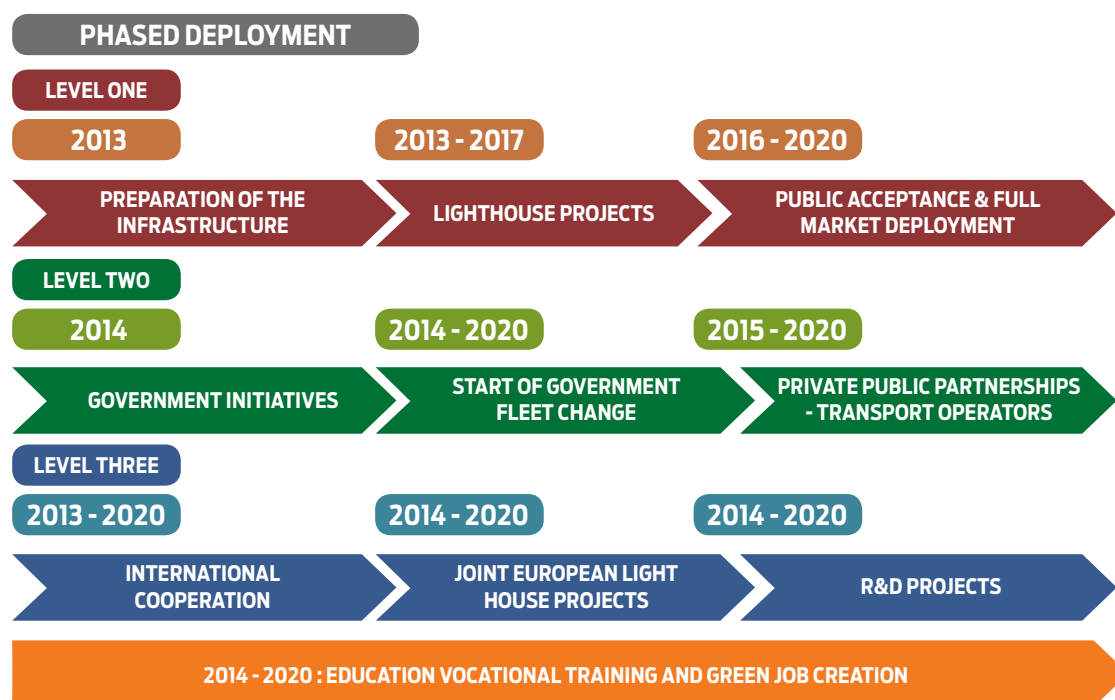 PHASED DEPLOYMENT
LEVEL ONE
2013
2013 - 2017
2016 - 2020
PREPARATION OF THE
INFRASTRUCTURE
LIGHTHOUSE PROJECTS
PUBLIC ACCEPTANCE & FULL
MARKET DEPLOYMENT
LEVEL TWO
2014
2014 - 2020
2015 - 2020
GOVERNMENT INITIATIVES
START OF GOVERNMENT
FLEET CHANGE
PRIVATE PUBLIC PARTNERSHIPS
- TRANSPORT OPERATORS
LEVEL THREE
2013 - 2020
2014 - 2020
2014 - 2020
INTERNATIONAL
COOPERATION
JOINT EUROPEAN LIGHT
HOUSE PROJECTS
R&D PROJECTS
2014 - 2020 : EDUCATION VOCATIONAL TRAINING AND GREEN JOB CREATION